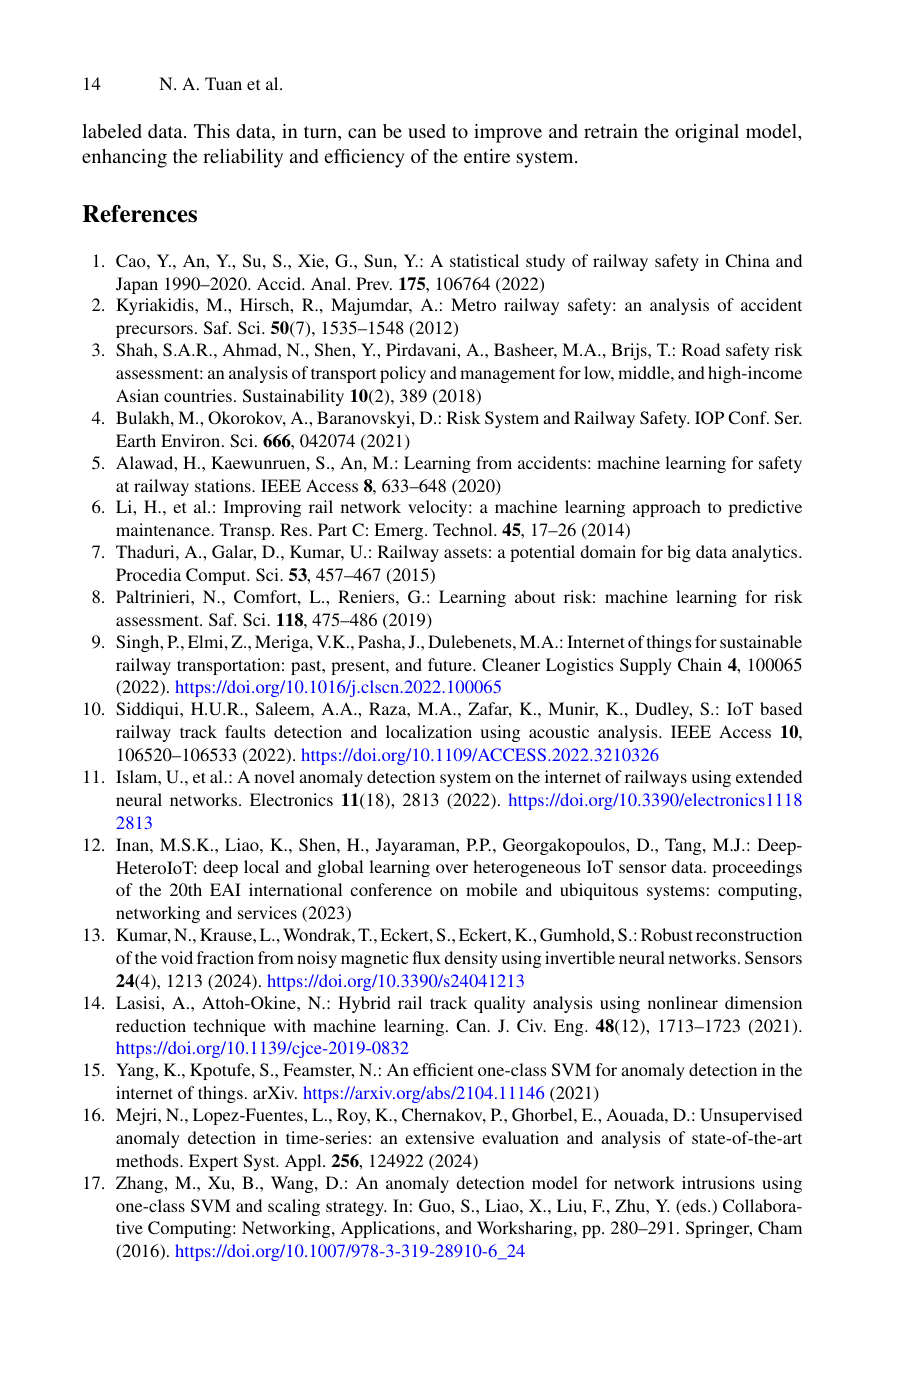 14 N. A. Tuan et al.
labeled data. This data, in turn, can be used to improve and retrain the original model,
enhancing the reliability and efficiency of the entire system.
References
1. Cao, Y., An, Y., Su, S., Xie, G., Sun, Y.: A statistical study of railway safety in China and
Japan 1990–2020. Accid. Anal. Prev. 175, 106764 (2022)
2. Kyriakidis, M., Hirsch, R., Majumdar, A.: Metro railway safety: an analysis of accident
precursors. Saf. Sci. 50(7), 1535–1548 (2012)
3. Shah, S.A.R., Ahmad, N., Shen, Y., Pirdavani, A., Basheer, M.A., Brijs, T.: Road safety risk
assessment: an analysis of transport policy and management for low, middle, and high-income
Asian countries. Sustainability 10(2), 389 (2018)
4. Bulakh, M., Okorokov, A., Baranovskyi, D.: Risk System and Railway Safety. IOP Conf. Ser.
Earth Environ. Sci. 666, 042074 (2021)
5. Alawad, H., Kaewunruen, S., An, M.: Learning from accidents: machine learning for safety
at railway stations. IEEE Access 8, 633–648 (2020)
6. Li, H., et al.: Improving rail network velocity: a machine learning approach to predictive
maintenance. Transp. Res. Part C: Emerg. Technol. 45, 17–26 (2014)
7. Thaduri, A., Galar, D., Kumar, U.: Railway assets: a potential domain for big data analytics.
Procedia Comput. Sci. 53, 457–467 (2015)
8. Paltrinieri, N., Comfort, L., Reniers, G.: Learning about risk: machine learning for risk
assessment. Saf. Sci. 118, 475–486 (2019)
9. Singh, P., Elmi, Z., Meriga, V.K., Pasha, J., Dulebenets, M.A.: Internet of things for sustainable
railway transportation: past, present, and future. Cleaner Logistics Supply Chain 4, 100065
(2022). https://doi.org/10.1016/j.clscn.2022.100065
10. Siddiqui, H.U.R., Saleem, A.A., Raza, M.A., Zafar, K., Munir, K., Dudley, S.: IoT based
railway track faults detection and localization using acoustic analysis. IEEE Access 10,
106520–106533 (2022). https://doi.org/10.1109/ACCESS.2022.3210326
11. Islam, U., et al.: A novel anomaly detection system on the internet of railways using extended
neural networks. Electronics 11(18), 2813 (2022). https://doi.org/10.3390/electronics1118
2813
12. Inan, M.S.K., Liao, K., Shen, H., Jayaraman, P.P., Georgakopoulos, D., Tang, M.J.: Deep-
HeteroIoT: deep local and global learning over heterogeneous IoT sensor data. proceedings
of the 20th EAI international conference on mobile and ubiquitous systems: computing,
networking and services (2023)
13. Kumar, N., Krause, L., Wondrak, T., Eckert, S., Eckert, K., Gumhold, S.: Robust reconstruction
of the void fraction from noisy magnetic flux density using invertible neural networks. Sensors
24(4), 1213 (2024). https://doi.org/10.3390/s24041213
14. Lasisi, A., Attoh-Okine, N.: Hybrid rail track quality analysis using nonlinear dimension
reduction technique with machine learning. Can. J. Civ. Eng. 48(12), 1713–1723 (2021).
https://doi.org/10.1139/cjce-2019-0832
15. Yang, K., Kpotufe, S., Feamster, N.: An efficient one-class SVM for anomaly detection in the
internet of things. arXiv. https://arxiv.org/abs/2104.11146 (2021)
16. Mejri, N., Lopez-Fuentes, L., Roy, K., Chernakov, P., Ghorbel, E., Aouada, D.: Unsupervised
anomaly detection in time-series: an extensive evaluation and analysis of state-of-the-art
methods. Expert Syst. Appl. 256, 124922 (2024)
17. Zhang, M., Xu, B., Wang, D.: An anomaly detection model for network intrusions using
one-class SVM and scaling strategy. In: Guo, S., Liao, X., Liu, F., Zhu, Y. (eds.) Collabora-
tive Computing: Networking, Applications, and Worksharing, pp. 280–291. Springer, Cham
(2016). https://doi.org/10.1007/978-3-319-28910-6_24